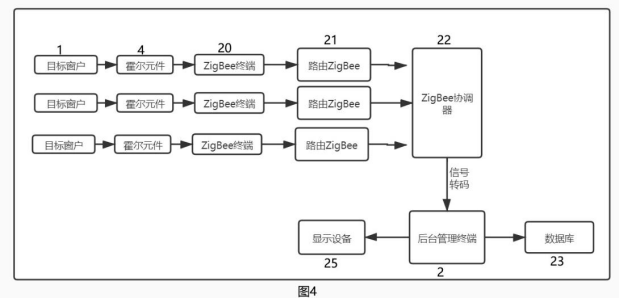 1 4 20 21 22
目标窗户 霍尔元件 ZigBee终端 路由ZigBee
目标窗户 霍尔元件 ZigBee终端 路由ZigBee ZigBee协调
器
目标窗户 霍尔元件 ZigBee终端 路由ZigBee
信号
转码
显示设备 后台管理终端 数据库
25 2 23
图4